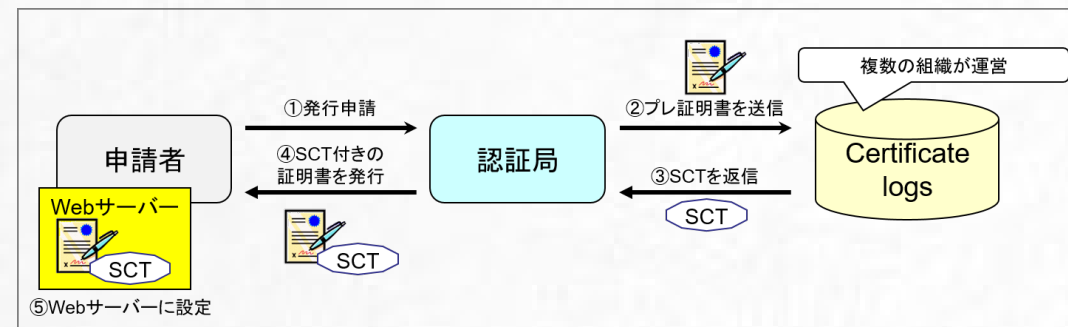 複数の組織が運営
①発行申請
②プレ証明書を送信
申請者
④SCT付きの
証明書を発行
認証局
③SCTを返信
SCT
Certificate
logs
Webサーバー
SCT
SCT
⑤Webサーバーに設定